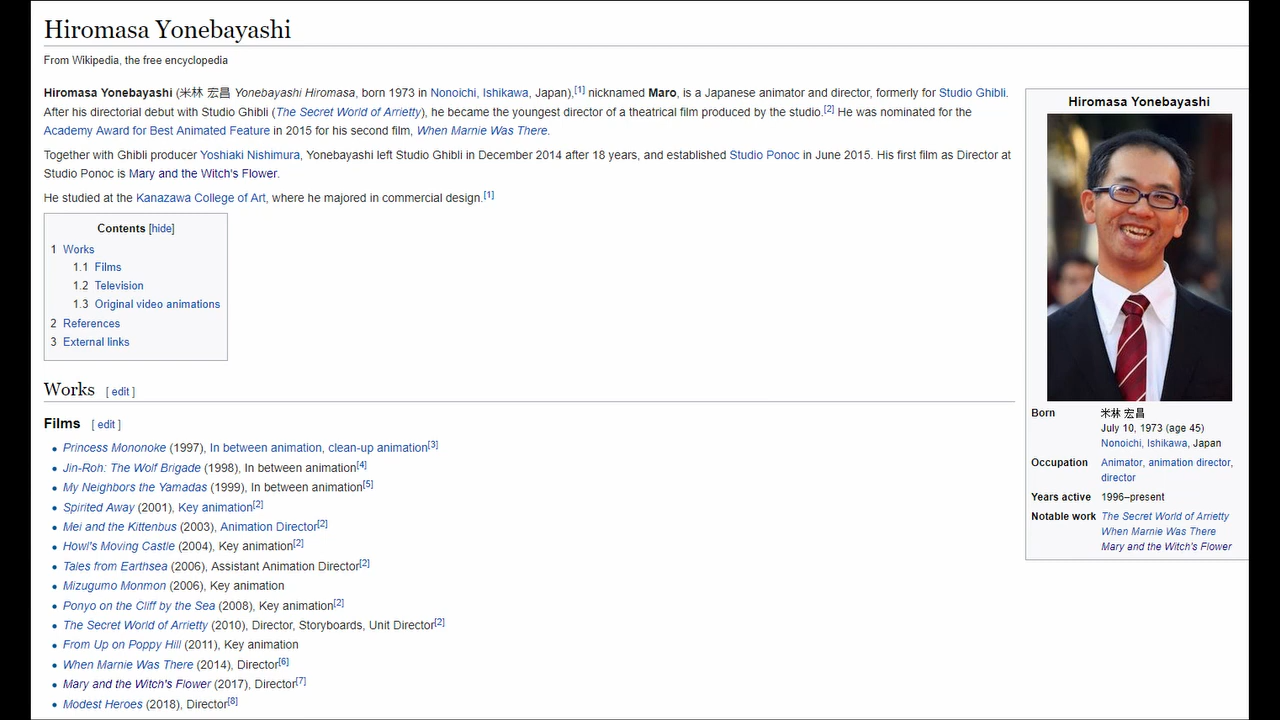 Hiromasa Yonebayashi
From Wikipedia, the free encyclopedia
Hiromasa Yonebayashi (米林 宏昌 Yonebayashi Hiromasa, born 1973 in Nonoichi, Ishikawa, Japan),[1] nicknamed Maro, is a Japanese animator and director, formerly for Studio Ghibli.
After his directorial debut with Studio Ghibli (The Secret World of Arrietty), he became the youngest director of a theatrical film produced by the studio.[2] He was nominated for the
Academy Award for Best Animated Feature in 2015 for his second film, When Marnie Was There.
Together with Ghibli producer Yoshiaki Nishimura, Yonebayashi left Studio Ghibli in December 2014 after 18 years, and established Studio Ponoc in June 2015. His first film as Director at
Studio Ponoc is Mary and the Witch's Flower.
He studied at the Kanazawa College of Art, where he majored in commercial design.[1]
Contents [hide]
1 Works
1.1 Films
1.2 Television
1.3 Original video animations
2 References
3 External links
Works [ edit ]
Films [ edit ]
Princess Mononoke (1997), In between animation, clean-up animation[3]
Jin-Roh: The Wolf Brigade (1998), In between animation[4]
My Neighbors the Yamadas (1999), In between animation[5]
Spirited Away (2001), Key animation[2]
Mei and the Kittenbus (2003), Animation Director[2]
Howl's Moving Castle (2004), Key animation[2]
Tales from Earthsea (2006), Assistant Animation Director[2]
Mizugumo Monmon (2006), Key animation
Ponyo on the Cliff by the Sea (2008), Key animation[2]
The Secret World of Arrietty (2010), Director, Storyboards, Unit Director[2]
From Up on Poppy Hill (2011), Key animation
When Marnie Was There (2014), Director[6]
Mary and the Witch's Flower (2017), Director[7]
Modest Heroes (2018), Director[8]
Hiromasa Yonebayashi
Born 米林 宏昌
July 10, 1973 (age 45)
Nonoichi, Ishikawa, Japan
Occupation Animator, animation director,
director
Years active 1996–present
Notable work The Secret World of Arrietty
When Marnie Was There
Mary and the Witch's Flower